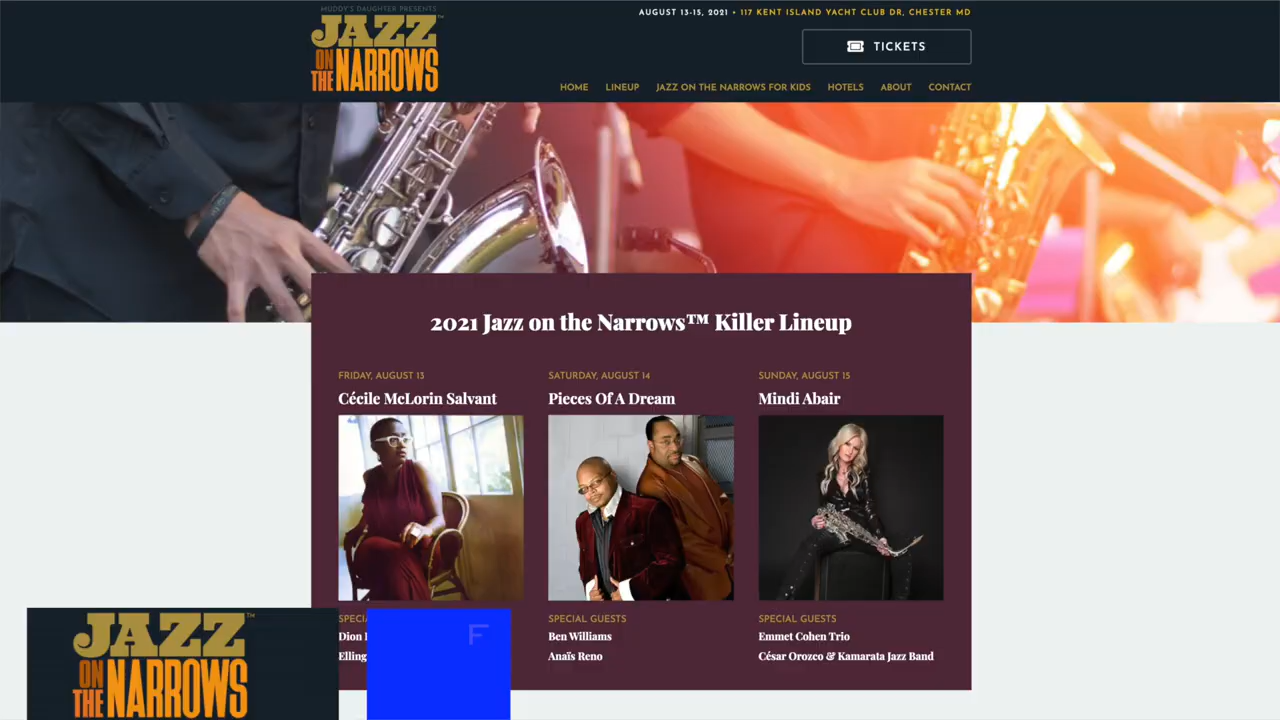 MUDDY'S DAUGHTER PRESENTS
JAZZ™
ON
THE NARROWS
AUGUST 13-15, 2021 • 117 KENT ISLAND YACHT CLUB DR, CHESTER MD
TICKETS
HOME LINEUP JAZZ ON THE NARROWS FOR KIDS HOTELS ABOUT CONTACT
2021 Jazz on the Narrows™ Killer Lineup
FRIDAY, AUGUST 13
Cécile McLorin Salvant
SATURDAY, AUGUST 14
Pieces Of A Dream
SUNDAY, AUGUST 15
Mindi Abair
Dion
SPECIAL GUESTS
Ben Williams
Anaïs Reno
SPECIAL GUESTS
Emmet Cohen Trio
César Orozco & Kamarata Jazz Band
JAZZ™
ON
THE NARROWS
F